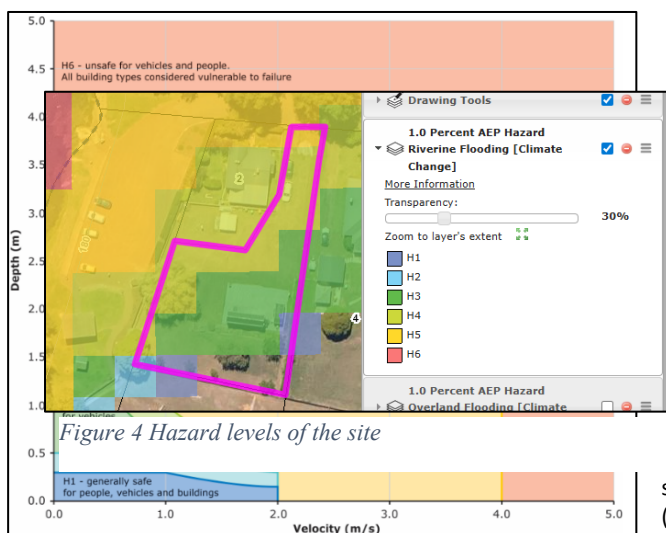 5.0
H6 - unsafe for vehicles and people.
All building types considered vulnerable to failure
4.5
4.0
3.5
3.0
2.5
2.0
1.5
1.0
0.5
0.0
Depth (m)
2
180
4
Drawing Tools
1.0 Percent AEP Hazard
Riverine Flooding [Climate
Change]
More Information
Transparency:
30%
Zoom to layer's extent
H1
H2
H3
H4
H5
H6
1.0 Percent AEP Hazard
Overland Flooding [Climate
for vehicles
Figure 4 Hazard levels of the site
H1 - generally safe
for people, vehicles and buildings
0.0
1.0
2.0
3.0
4.0
5.0
Velocity (m/s)
s
(